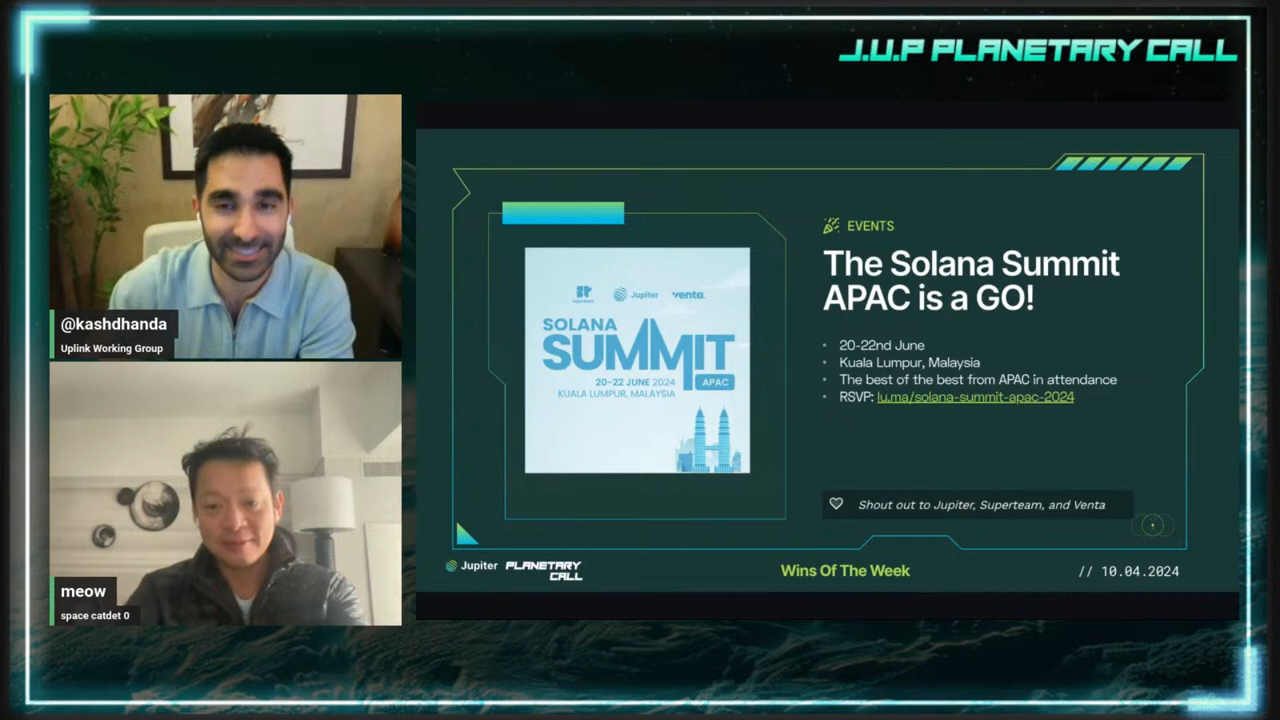 J.U.P PLANETARY CALL
@kashdhanda
Uplink Working Group
meow
space catdet 0
Jupiter
venta.
SOLANA
SUMMIT
20-22 JUNE 2024
APAC
KUALA LUMPUR, MALAYSIA
EVENTS
The Solana Summit
APAC is a GO!
• 20-22nd June
• Kuala Lumpur, Malaysia
• The best of the best from APAC in attendance
• RSVP: lu.ma/solana-summit-apac-2024
Shout out to Jupiter, Superteam, and Venta
Jupiter
PLANETARY
CALL
Wins Of The Week
// 10.04.2024